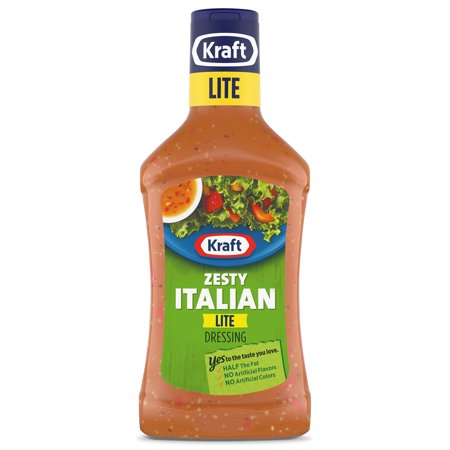 Kraft
LITE
Kraft
ZESTY
ITALIAN
LITE
DRESSING
Yes to the taste you love.
HALF The Fat
NO Artificial Flavors
NO Artificial Colors